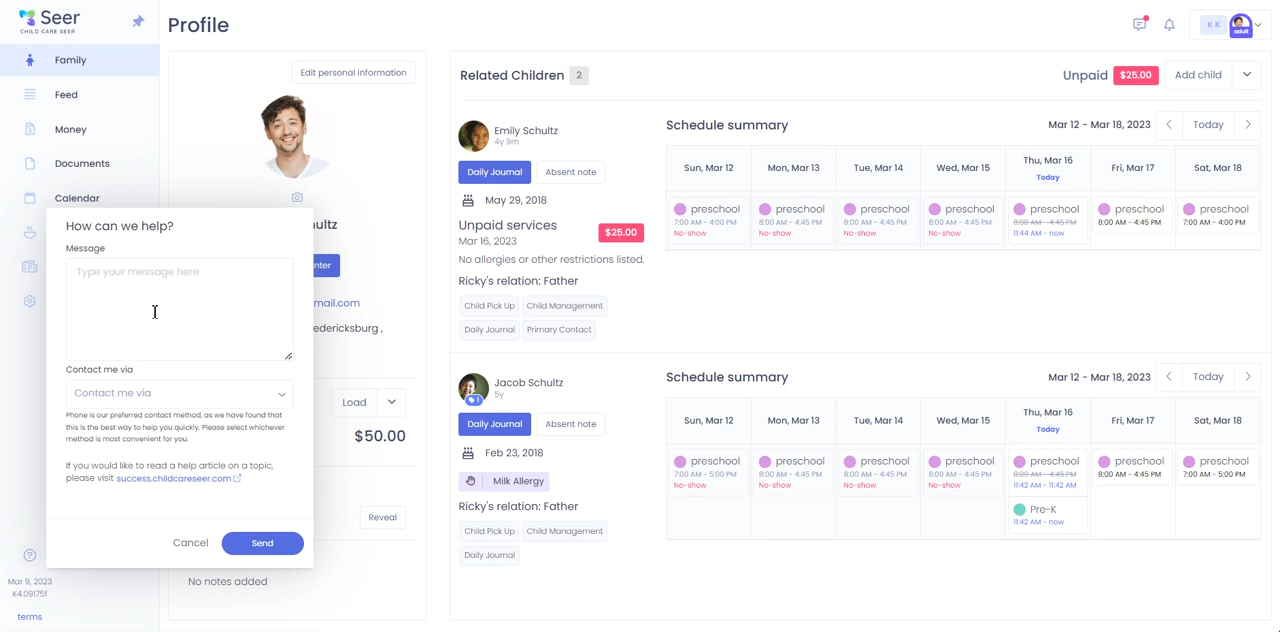 Seer
CHILD CARE SEER
Family
Feed
Money
Documents
Calendar
How can we help?
Message
Type your message here
Contact me via
Contact me via
Phone is our preferred contact method, as we have found that
this is the best way to help you quickly. Please select whichever
method is most convenient for you.
If you would like to read a help article on a topic,
please visit success.childcareseer.com
Cancel
Send
Mar 9, 2023
K4.09175f
terms
Profile
K K
adult
Edit personal information
ultz
nter
mail.com
edericksburg ,
Load
$50.00
Reveal
No notes added
Related Children 2
Unpaid $25.00
Add child
Emily Schultz
4y 9m
Daily Journal
Absent note
May 29, 2018
Unpaid services
Mar 16, 2023
$25.00
No allergies or other restrictions listed.
Ricky's relation: Father
Child Pick Up
Child Management
Daily Journal
Primary Contact
Schedule summary
Mar 12 - Mar 18, 2023
Today
Sun, Mar 12
Mon, Mar 13
Tue, Mar 14
Wed, Mar 15
Thu, Mar 16
Today
Fri, Mar 17
Sat, Mar 18
preschool
7:00 AM - 4:00 PM
No-show
preschool
8:00 AM - 4:45 PM
No-show
preschool
8:00 AM - 4:45 PM
No-show
preschool
8:00 AM - 4:45 PM
No-show
preschool
8:00 AM - 4:45 PM
11:44 AM - now
preschool
8:00 AM - 4:45 PM
preschool
7:00 AM - 4:00 PM
Jacob Schultz
5y
1
Daily Journal
Absent note
Feb 23, 2018
Milk Allergy
Ricky's relation: Father
Child Pick Up
Child Management
Daily Journal
Schedule summary
Mar 12 - Mar 18, 2023
Today
Sun, Mar 12
Mon, Mar 13
Tue, Mar 14
Wed, Mar 15
Thu, Mar 16
Today
Fri, Mar 17
Sat, Mar 18
preschool
7:00 AM - 5:00 PM
No-show
preschool
8:00 AM - 4:45 PM
No-show
preschool
8:00 AM - 4:45 PM
No-show
preschool
8:00 AM - 4:45 PM
No-show
preschool
8:00 AM - 4:45 PM
11:42 AM - 11:42 AM
preschool
8:00 AM - 4:45 PM
preschool
7:00 AM - 5:00 PM
Pre-K
11:42 AM - now